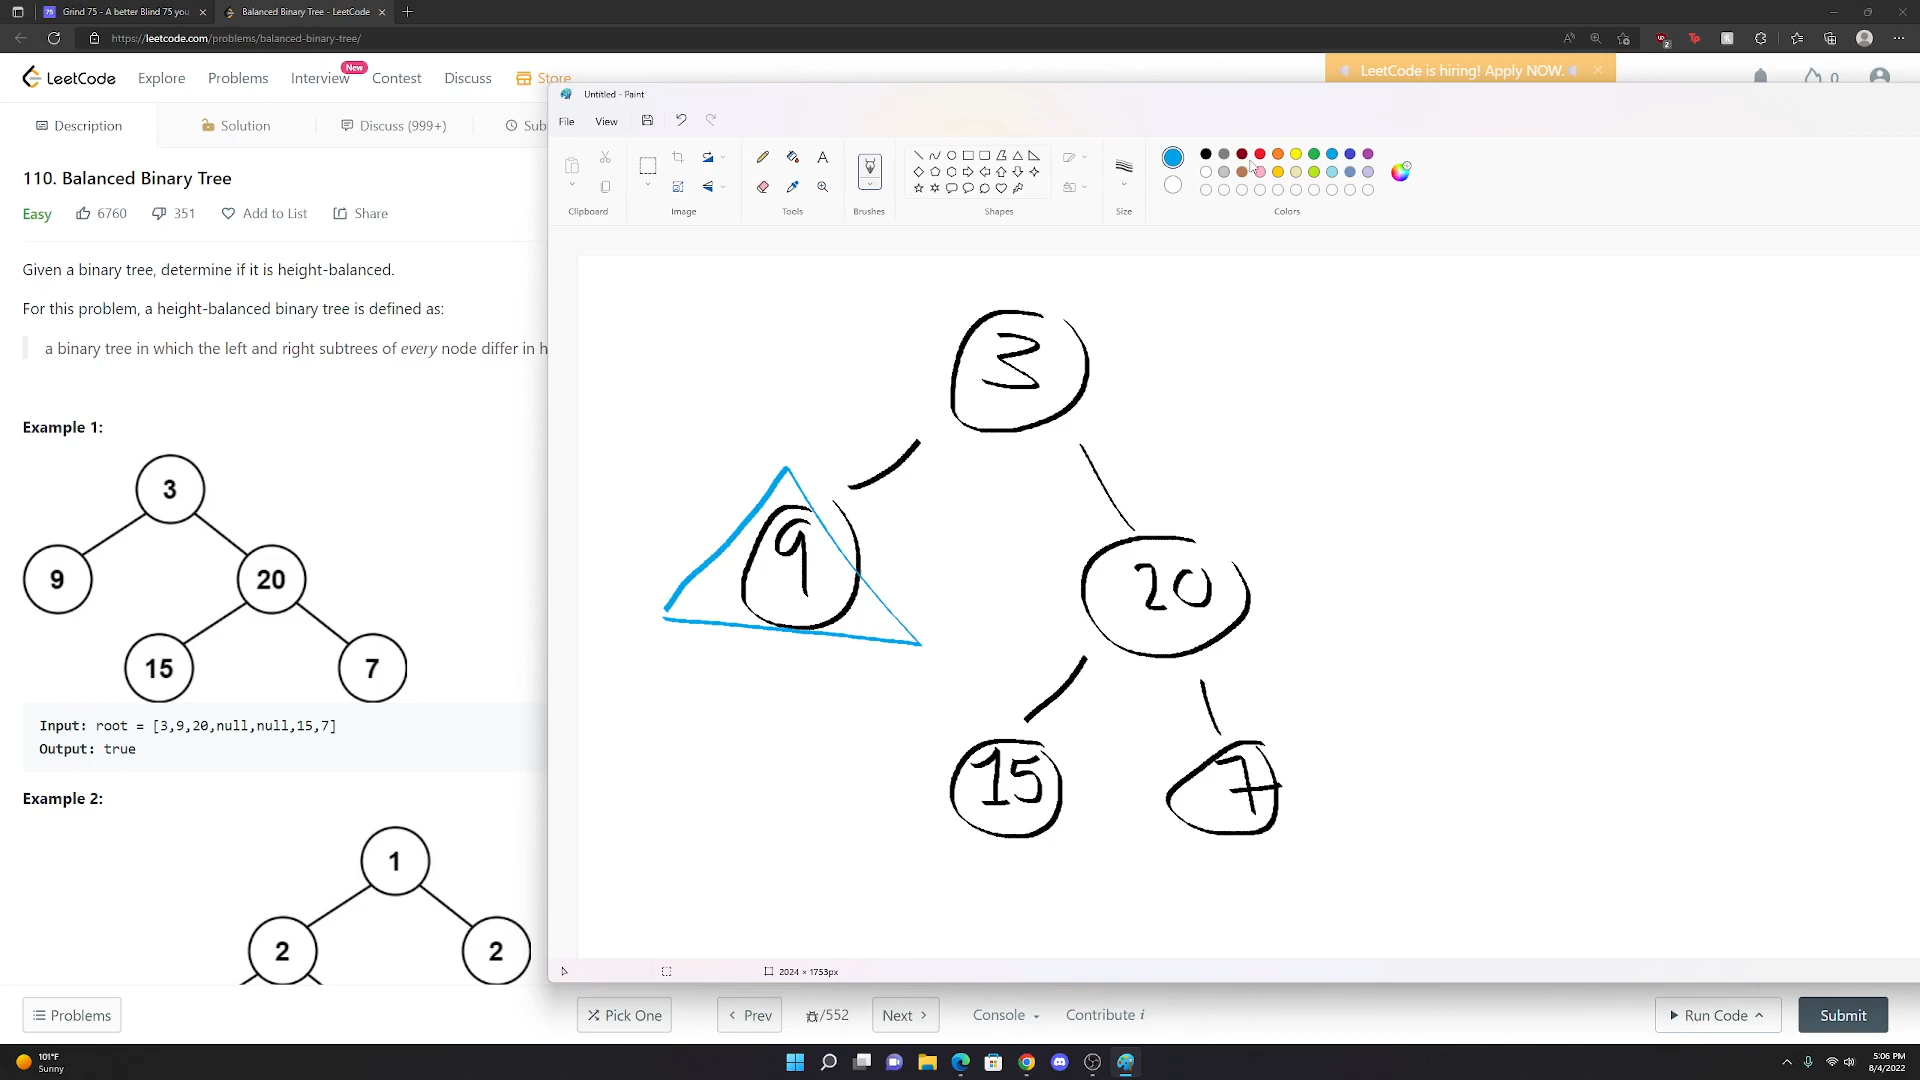 Grind 75 - A better Blind 75 you
Balanced Binary Tree - LeetCode
https://leetcode.com/problems/balanced-binary-tree/
LeetCode
Explore
Problems
Interview
New
Contest
Discuss
Store
LeetCode is hiring! Apply NOW.
0
Description
Solution
Discuss (999+)
Sub
110. Balanced Binary Tree
Easy
6760
351
Add to List
Share
Given a binary tree, determine if it is height-balanced.
For this problem, a height-balanced binary tree is defined as:
a binary tree in which the left and right subtrees of every node differ in h
Example 1:
3
9
20
15
7
Input: root = [3,9,20,null,null,15,7]
Output: true
Example 2:
1
2
2
Untitled - Paint
File
View
Clipboard
Image
Tools
Brushes
Shapes
Size
Colors
3
9
20
15
7
2024 × 1753px
Problems
Pick One
Prev
/552
Next
Console
Contribute i
Run Code
Submit
101°F
Sunny
5:06 PM
8/4/2022